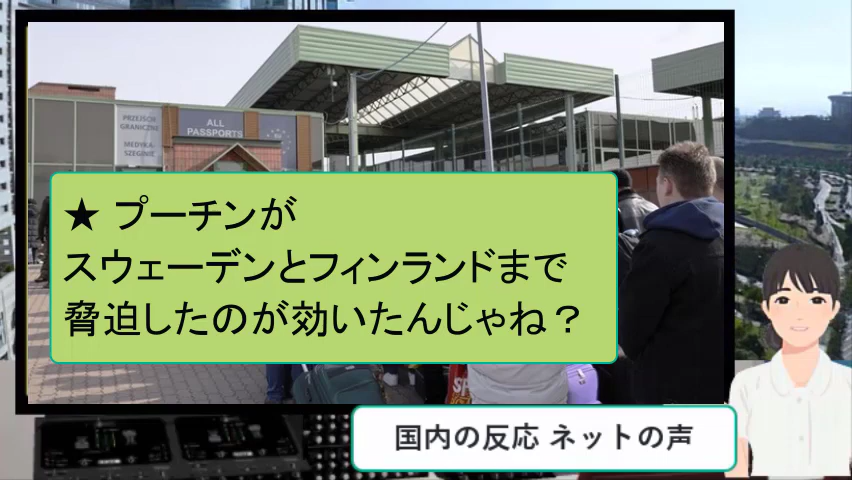 PRZEJŚCIE
GRANICZNE
MEDYKA-
SZEGINIE
ALL
PASSPORTS
★ プーチンが
スウェーデンとフィンランドまで
脅迫したのが効いたんじゃね？
SP
国内の反応 ネットの声